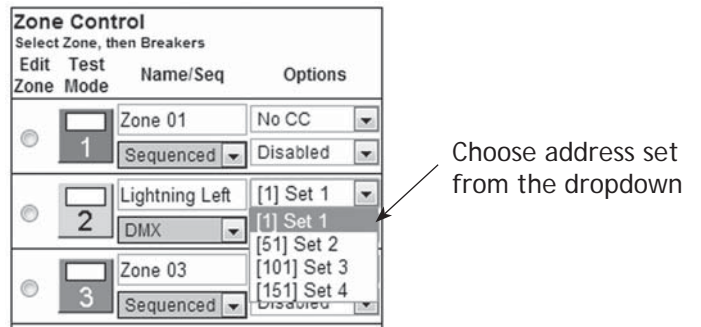 Zone Control
Select Zone, then Breakers
Edit Zone
Test Mode
Name/Seq
Options
1
Zone 01
No CC
Sequenced
Disabled
2
Lightning Left
[1] Set 1
DMX
[1] Set 1
[51] Set 2
[101] Set 3
[151] Set 4
3
Zone 03
Sequenced
Disabled
Choose address set
from the dropdown